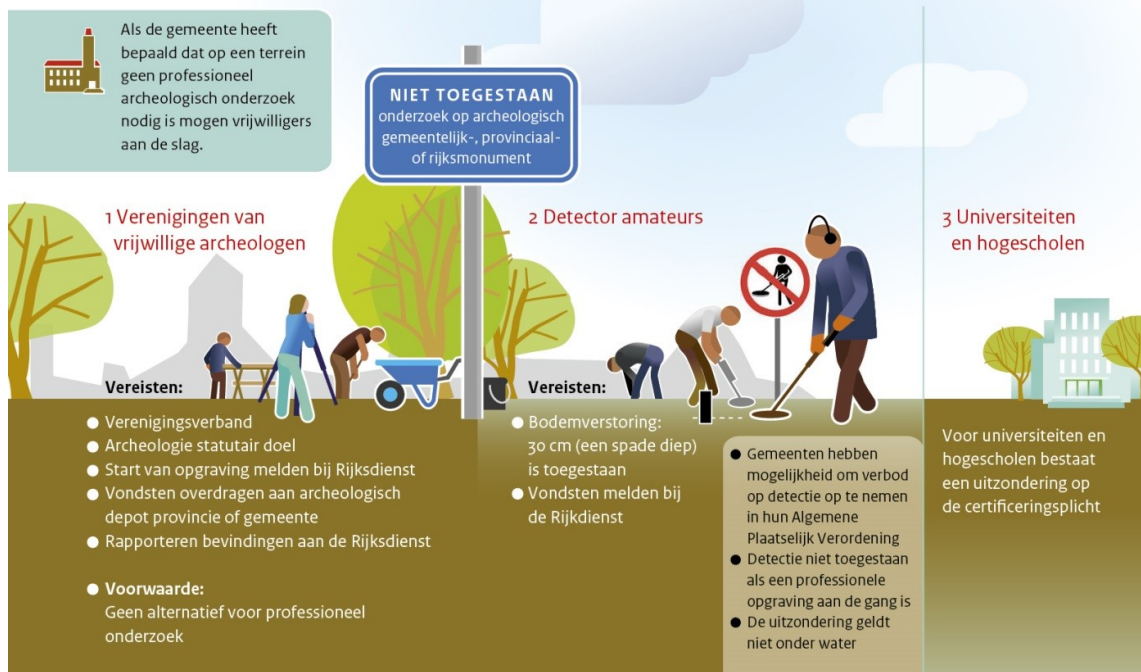 Als de gemeente heeft
bepaald dat op een terrein
geen professioneel
archeologisch onderzoek
nodig is mogen vrijwilligers
aan de slag.
NIET TOEGESTAAN
onderzoek op archeologisch
gemeentelijk-, provinciaal-
of rijksmonument
1 Verenigingen van
vrijwillige archeologen
Vereisten:
Verenigingsverband
Archeologie statutair doel
Start van opgraving melden bij Rijksdienst
Vondsten overdragen aan archeologisch
depot provincie of gemeente
Rapporteren bevindingen aan de Rijksdienst
Voorwaarde:
Geen alternatief voor professioneel
onderzoek
2 Detector amateurs
Vereisten:
Bodemverstoring:
30 cm (een spade diep)
is toegestaan
Vondsten melden bij
de Rijkdienst
Gemeenten hebben
mogelijkheid om verbod
op detectie op te nemen
in hun Algemene
Plaatselijk Verordening
Detectie niet toegestaan
als een professionele
opgraving aan de gang is
De uitzondering geldt
niet onder water
3 Universiteiten
en hogescholen
Voor universiteiten en
hogescholen bestaat
een uitzondering op
de certificeringsplicht